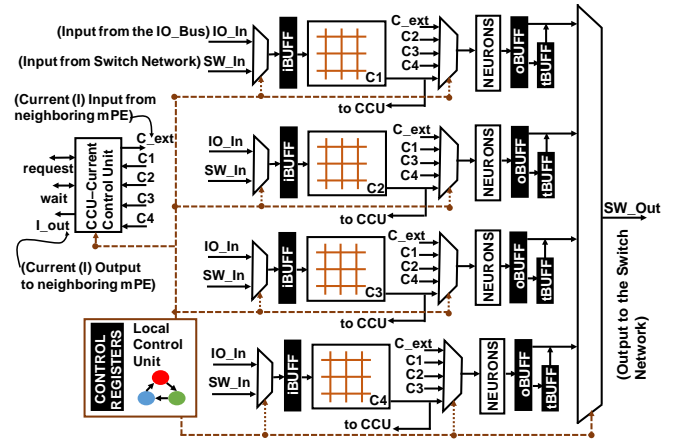 (Input from the IO_Bus) IO_In
(Input from Switch Network) SW_In
iBUFF
C1
to CCU
C_ext
C2
C3
C4
NEURONS
oBUFF
tBUFF
(Current (I) Input from
neighboring mPE)
C_ext
request
wait
I_out
CCU–Current
Control Unit
C1
C2
C3
C4
(Current (I) Output
to neighboring mPE)
IO_In
SW_In
iBUFF
C2
to CCU
C_ext
C1
C3
C4
NEURONS
oBUFF
tBUFF
SW_Out
(Output to the Switch
Network)
IO_In
SW_In
iBUFF
C3
to CCU
C_ext
C1
C2
C4
NEURONS
oBUFF
tBUFF
CONTROL
REGISTERS
Local
Control
Unit
IO_In
SW_In
iBUFF
C4
to CCU
C_ext
C1
C2
C3
NEURONS
oBUFF
tBUFF